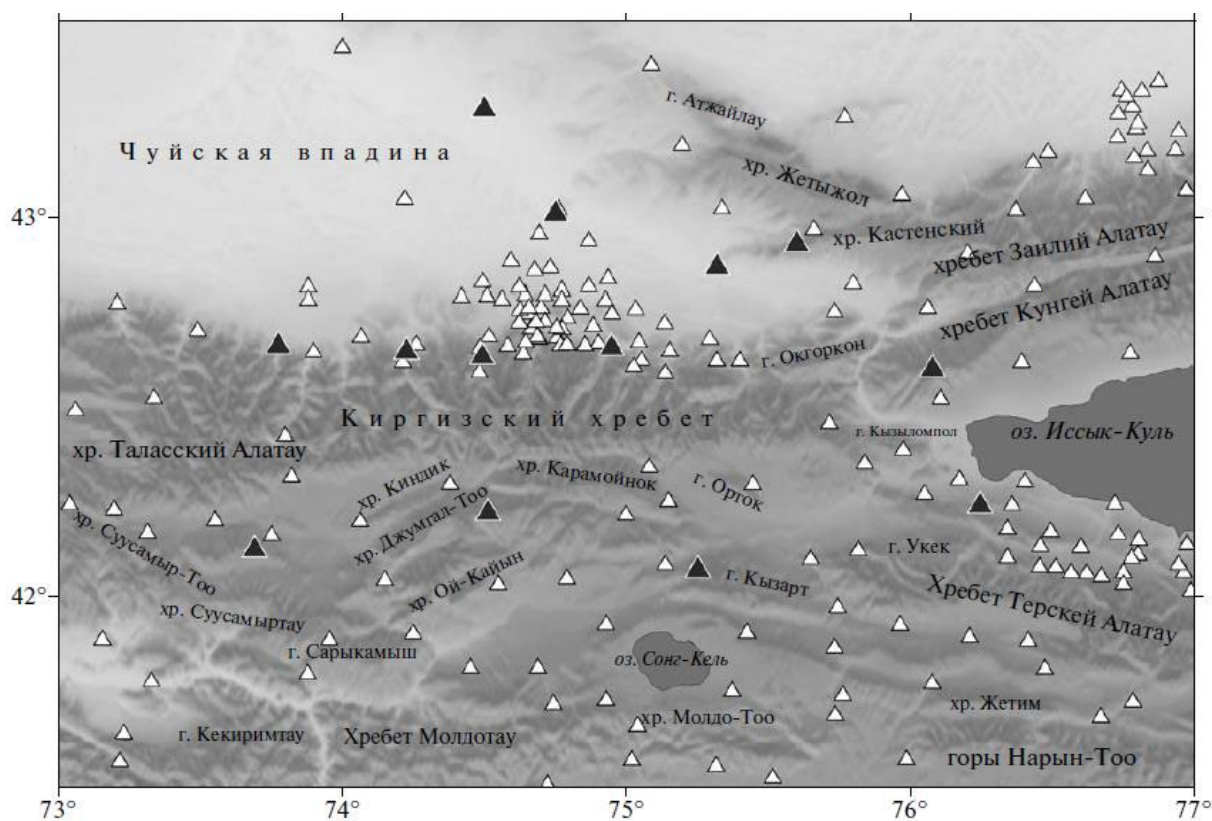 г. Атжайлау
Чуйская впадина
хр. Жетыжол
43°
хр. Кастенский
хребет Заилий Алатау
хребет Кунгей Алатау
г. Окгоркон
Киргизский хребет
г. Кызыломпол
оз. Иссык-Куль
хр. Таласский Алатау
хр. Карамойнок
хр. Киндик
г. Орток
хр. Джумгал-Тоо
хр. Суусамыр-Тоо
г. Укек
хр. Ой-Кайын
г. Кызарт
42°
хр. Суусамыртау
Хребет Терскей Алатау
г. Сарыкамыш
оз. Сонг-Кель
хр. Жетим
хр. Молдо-Тоо
г. Кекиримтау
Хребет Молдотау
горы Нарын-Тоо
73°
74°
75°
76°
77°